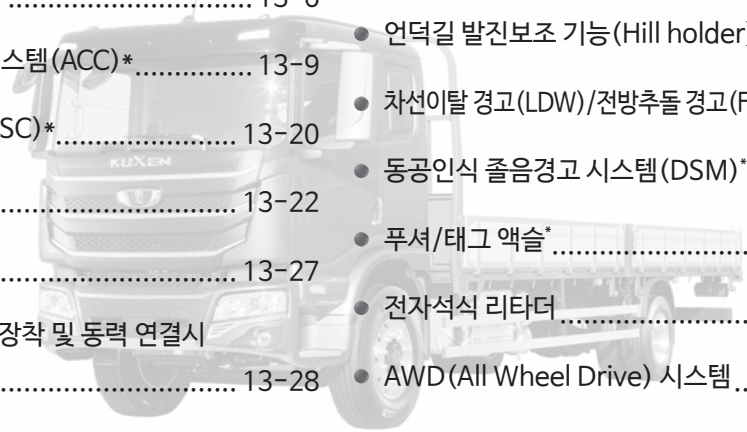 13-6
스템(ACC)* 13-9
SC)* 13-20
13-22
13-27
장착 및 동력 연결시
13-28
언덕길 발진보조 기능(Hill holder)
차선이탈 경고(LDW)/전방추돌 경고(F
동공인식 졸음경고 시스템(DSM)*
푸셔/태그 액슬*
전자석식 리타더
AWD(All Wheel Drive) 시스템
KUXEN